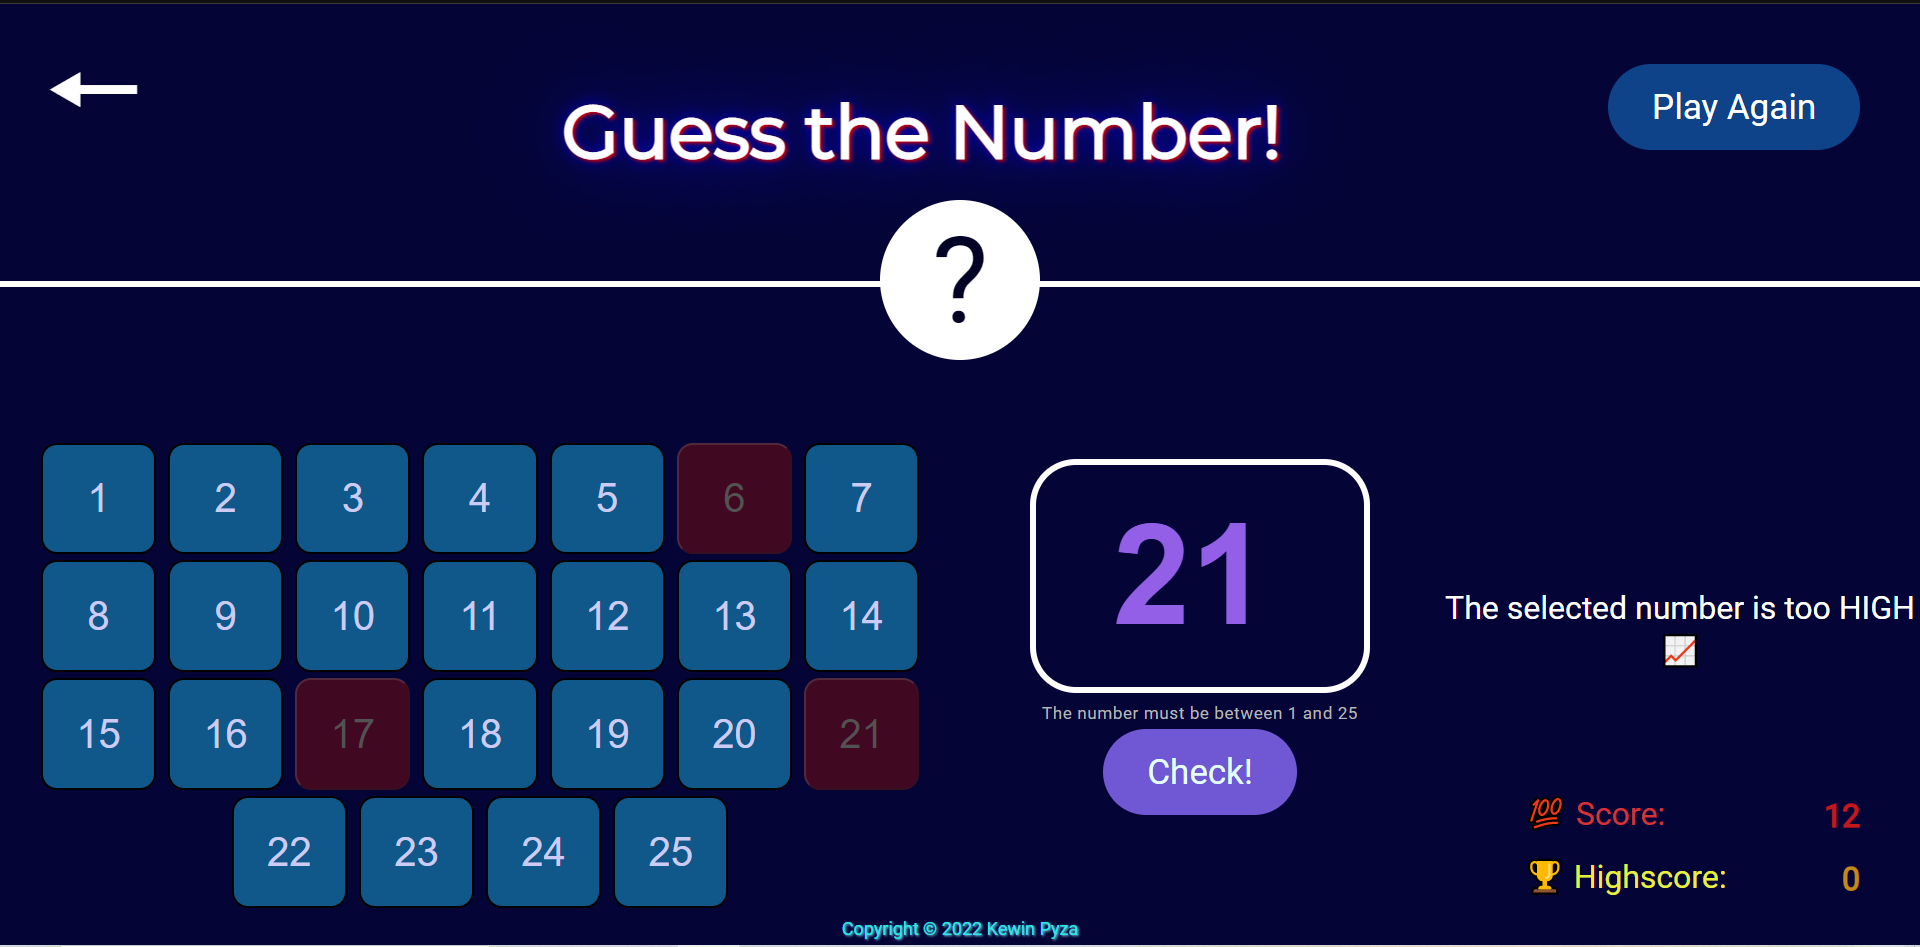 Play Again
Guess the Number!
?
1 2 3 4 5 6 7
8 9 10 11 12 13 14
15 16 17 18 19 20 21
22 23 24 25
21
The number must be between 1 and 25
Check!
The selected number is too HIGH
📈
💯 Score: 12
🏆 Highscore: 0
Copyright © 2022 Kewin Pyza